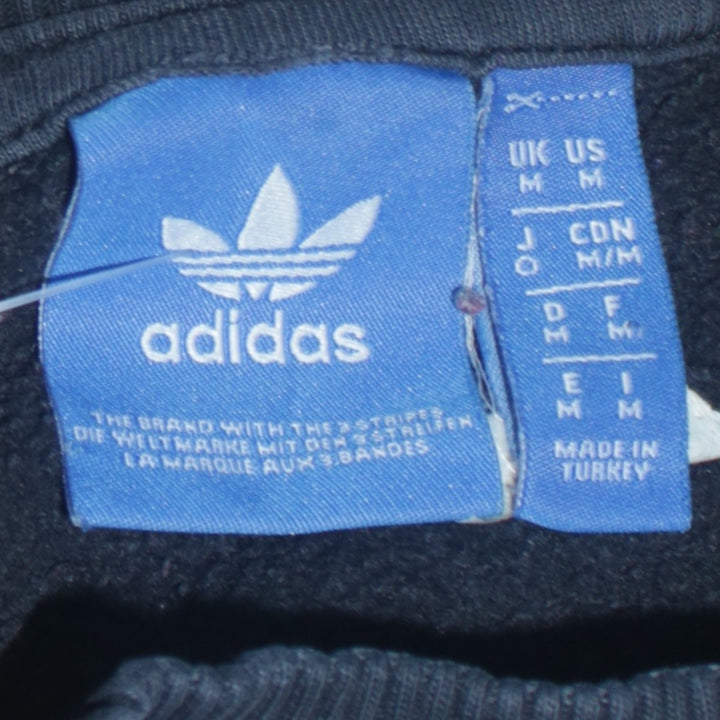 adidas
THE BRAND WITH THE 3 STRIPES
DIE WELTMARKE MIT DEN 3 STREIFEN
LA MARQUE AUX 3 BANDES
UK US
M M
J CDN
O M/M
D F
M M
E I
M M
MADE IN
TURKEY